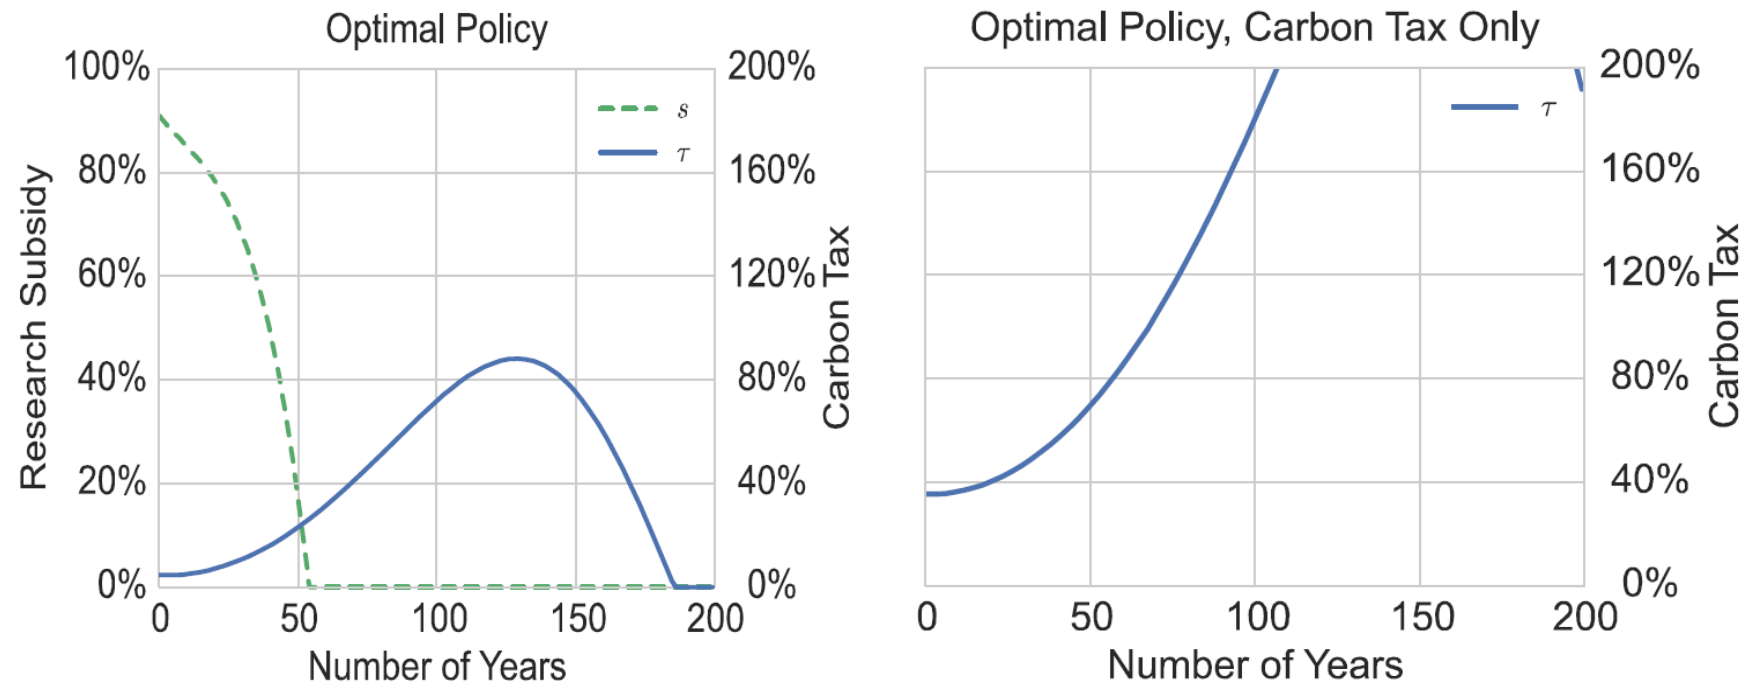 Optimal Policy
100%
80%
60%
40%
20%
0%
Research Subsidy
s
τ
200%
160%
120%
80%
40%
0%
Carbon Tax
0 50 100 150 200
Number of Years
Optimal Policy, Carbon Tax Only
τ
200%
160%
120%
80%
40%
0%
Carbon Tax
0 50 100 150 200
Number of Years